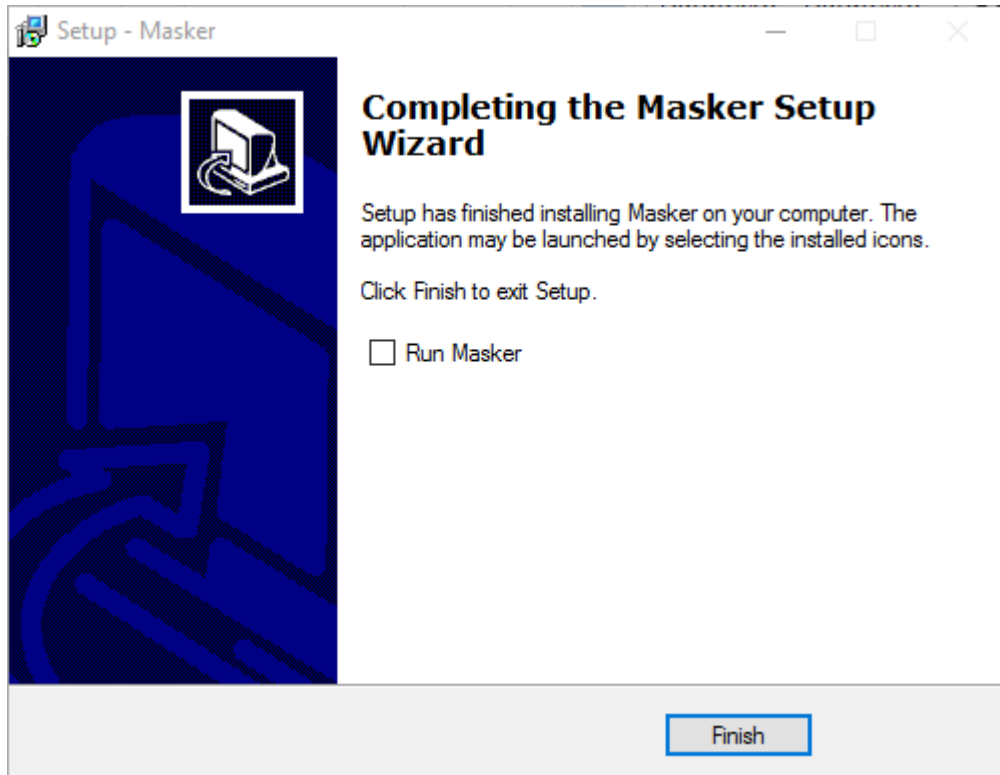 Setup - Masker
Completing the Masker Setup
Wizard
Setup has finished installing Masker on your computer. The
application may be launched by selecting the installed icons.
Click Finish to exit Setup.
Run Masker
Finish